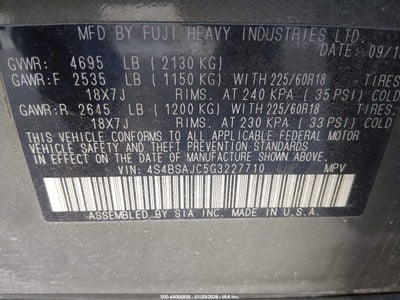 MFD BY FUJI HEAVY INDUSTRIES LTD.
DATE: 09/1
GVWR: 4695 LB (2130 KG)
GAWR:F 2535 LB (1150 KG) WITH 225/60R18 TIRES
18X7J RIMS. AT 240 KPA (35 PSI) COLD
GAWR:R 2645 LB (1200 KG) WITH 225/60R18 TIRES
18X7J RIMS. AT 230 KPA (33 PSI) COLD
THIS VEHICLE CONFORMS TO ALL APPLICABLE FEDERAL MOTOR
VEHICLE SAFETY AND THEFT PREVENTION STANDARDS IN EFFECT
ON THE DATE OF MANUFACTURE SHOWN ABOVE.
VIN: 4S4BSAJC5G3227710 MPV
ASSEMBLED BY SIA INC. IN U.S.A.